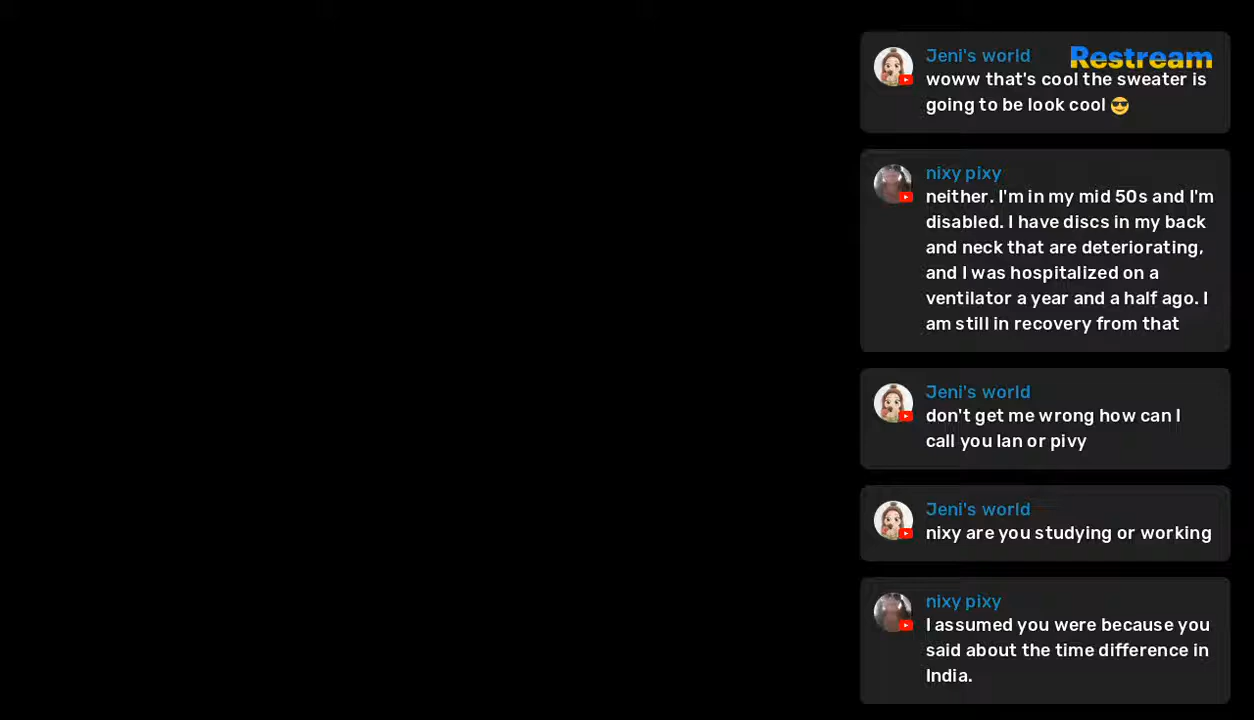 Jeni's world
Restream
woww that's cool the sweater is
going to be look cool 😎
nixy pixy
neither. I'm in my mid 50s and I'm
disabled. I have discs in my back
and neck that are deteriorating,
and I was hospitalized on a
ventilator a year and a half ago. I
am still in recovery from that
Jeni's world
don't get me wrong how can I
call you Ian or pivy
Jeni's world
nixy are you studying or working
nixy pixy
I assumed you were because you
said about the time difference in
India.